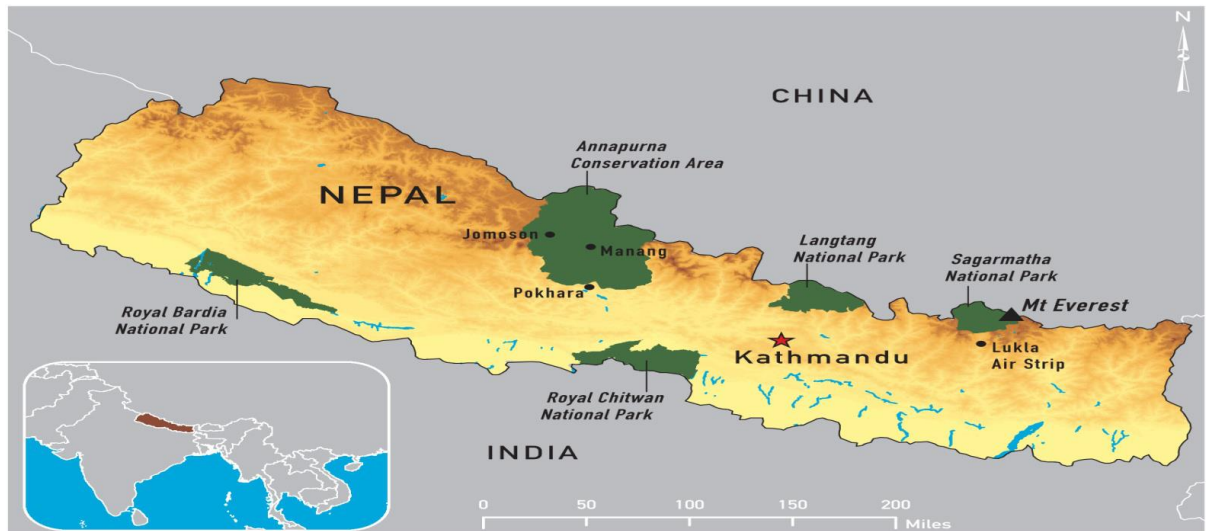 N
CHINA
Annapurna
Conservation Area
NEPAL
Jomoson
Manang
Langtang
National Park
Sagarmatha
National Park
Pokhara
Mt Everest
Royal Bardia
National Park
Kathmandu
Lukla
Air Strip
Royal Chitwan
National Park
INDIA
0 50 100 150 200
Miles